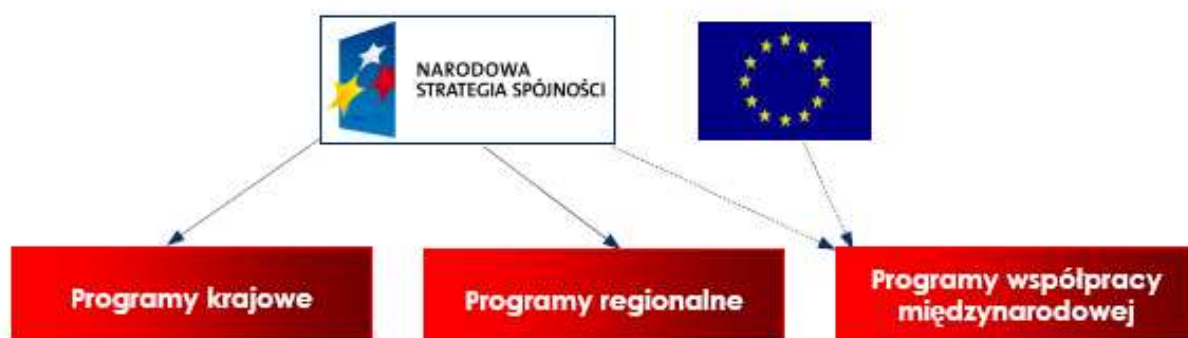 NARODOWA
STRATEGIA SPÓJNOŚCI
Programy krajowe
Programy regionalne
Programy współpracy
międzynarodowej